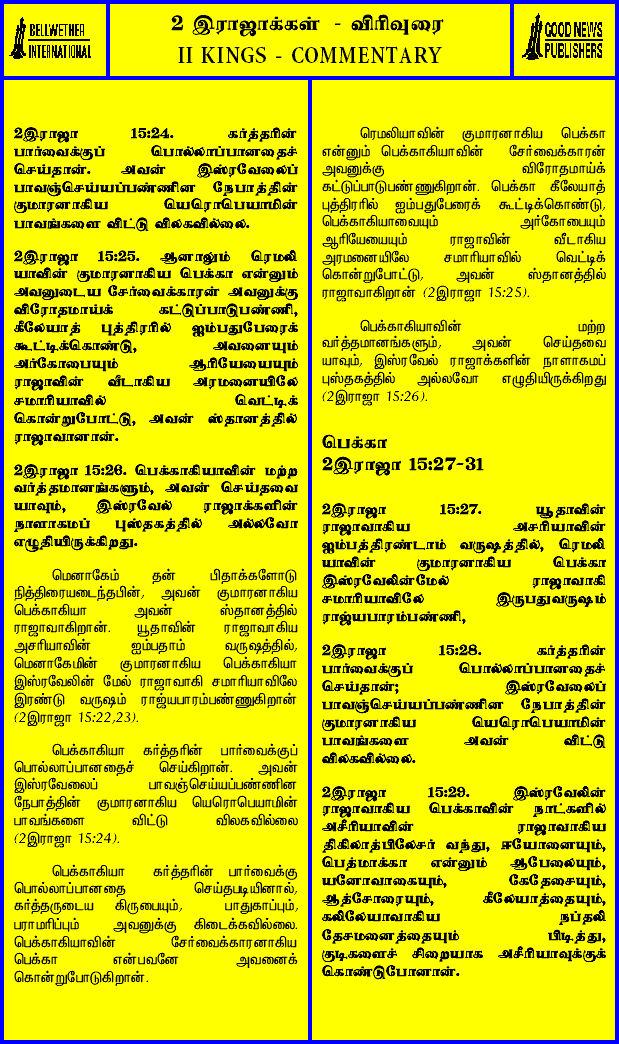 BELLWETHER
INTERNATIONAL
2 இராஜாக்கள் - விரிவுரை
II KINGS - COMMENTARY
GOOD NEWS
PUBLISHERS
2இராஜா 15:24. கர்த்தரின்
பார்வைக்குப் பொல்லாப்பானதைச்
செய்தான். அவன் இஸ்ரவேலைப்
பாவஞ்செய்யப்பண்ணின நேபாத்தின்
குமாரனாகிய யெரொபெயாமின்
பாவங்களை விட்டு விலகவில்லை.
2இராஜா 15:25. ஆனாலும் ரெமலி
யாவின் குமாரனாகிய பெக்கா என்னும்
அவனுடைய சேர்வைக்காரன் அவனுக்கு
விரோதமாய்க் கட்டுப்பாடுபண்ணி,
கீலேயாத் புத்திரரில் ஐம்பதுபேரைக்
கூட்டிக்கொண்டு, அவனையும்
அர்கோபையும் ஆரியேயையும்
ராஜாவின் வீடாகிய அரமனையிலே
சமாரியாவில் வெட்டிக்
கொன்றுபோட்டு, அவன் ஸ்தானத்தில்
ராஜாவானான்.
2இராஜா 15:26. பெக்காகியாவின் மற்ற
வர்த்தமானங்களும், அவன் செய்தவை
யாவும், இஸ்ரவேல் ராஜாக்களின்
நாளாகமப் புஸ்தகத்தில் அல்லவோ
எழுதியிருக்கிறது.
மெனாகேம் தன் பிதாக்களோடு
நித்திரையடைந்தபின், அவன் குமாரனாகிய
பெக்காகியா அவன் ஸ்தானத்தில்
ராஜாவாகிறான். யூதாவின் ராஜாவாகிய
அசரியாவின் ஐம்பதாம் வருஷத்தில்,
மெனாகேமின் குமாரனாகிய பெக்காகியா
இஸ்ரவேலின் மேல் ராஜாவாகி சமாரியாவிலே
இரண்டு வருஷம் ராஜ்யபாரம்பண்ணுகிறான்
(2இராஜா 15:22,23).
பெக்காகியா கர்த்தரின் பார்வைக்குப்
பொல்லாப்பானதைச் செய்கிறான். அவன்
இஸ்ரவேலைப் பாவஞ்செய்யப்பண்ணின
நேபாத்தின் குமாரனாகிய யெரொபெயாமின்
பாவங்களை விட்டு விலகவில்லை
(2இராஜா 15:24).
பெக்காகியா கர்த்தரின் பார்வைக்கு
பொல்லாப்பானதை செய்தபடியினால்,
கர்த்தருடைய கிருபையும், பாதுகாப்பும்,
பராமரிப்பும் அவனுக்கு கிடைக்கவில்லை.
பெக்காகியாவின் சேர்வைக்காரனாகிய
பெக்கா என்பவனே அவனைக்
கொன்றுபோடுகிறான்.
ரெமலியாவின் குமாரனாகிய பெக்கா
என்னும் பெக்காகியாவின் சேர்வைக்காரன்
அவனுக்கு விரோதமாய்க்
கட்டுப்பாடுபண்ணுகிறான். பெக்கா கீலேயாத்
புத்திரரில் ஐம்பதுபேரைக் கூட்டிக்கொண்டு,
பெக்காகியாவையும் அர்கோபையும்
ஆரியேயையும் ராஜாவின் வீடாகிய
அரமனையிலே சமாரியாவில் வெட்டிக்
கொன்றுபோட்டு, அவன் ஸ்தானத்தில்
ராஜாவாகிறான் (2இராஜா 15:25).
பெக்காகியாவின் மற்ற
வர்த்தமானங்களும், அவன் செய்தவை
யாவும், இஸ்ரவேல் ராஜாக்களின் நாளாகமப்
புஸ்தகத்தில் அல்லவோ எழுதியிருக்கிறது
(2இராஜா 15:26).
பெக்கா
2இராஜா 15:27-31
2இராஜா 15:27. யூதாவின்
ராஜாவாகிய அசரியாவின்
ஐம்பத்திரண்டாம் வருஷத்தில், ரெமலி
யாவின் குமாரனாகிய பெக்கா
இஸ்ரவேலின்மேல் ராஜாவாகி
சமாரியாவிலே இருபதுவருஷம்
ராஜ்யபாரம்பண்ணி,
2இராஜா 15:28. கர்த்தரின்
பார்வைக்குப் பொல்லாப்பானதைச்
செய்தான்; இஸ்ரவேலைப்
பாவஞ்செய்யப்பண்ணின நேபாத்தின்
குமாரனாகிய யெரொபெயாமின்
பாவங்களை அவன் விட்டு
விலகவில்லை.
2இராஜா 15:29. இஸ்ரவேலின்
ராஜாவாகிய பெக்காவின் நாட்களில்
அசீரியாவின் ராஜாவாகிய
திகிலாத்பிலேசர் வந்து, ஈயோனையும்,
பெத்மாக்கா என்னும் ஆபேலையும்,
யனோவாகையும், கேதேசையும்,
ஆத்சோரையும், கீலேயாத்தையும்,
கலிலேயாவாகிய நப்தலி
தேசமனைத்தையும் பிடித்து,
குடிகளைச் சிறையாக அசீரியாவுக்குக்
கொண்டுபோனான்.